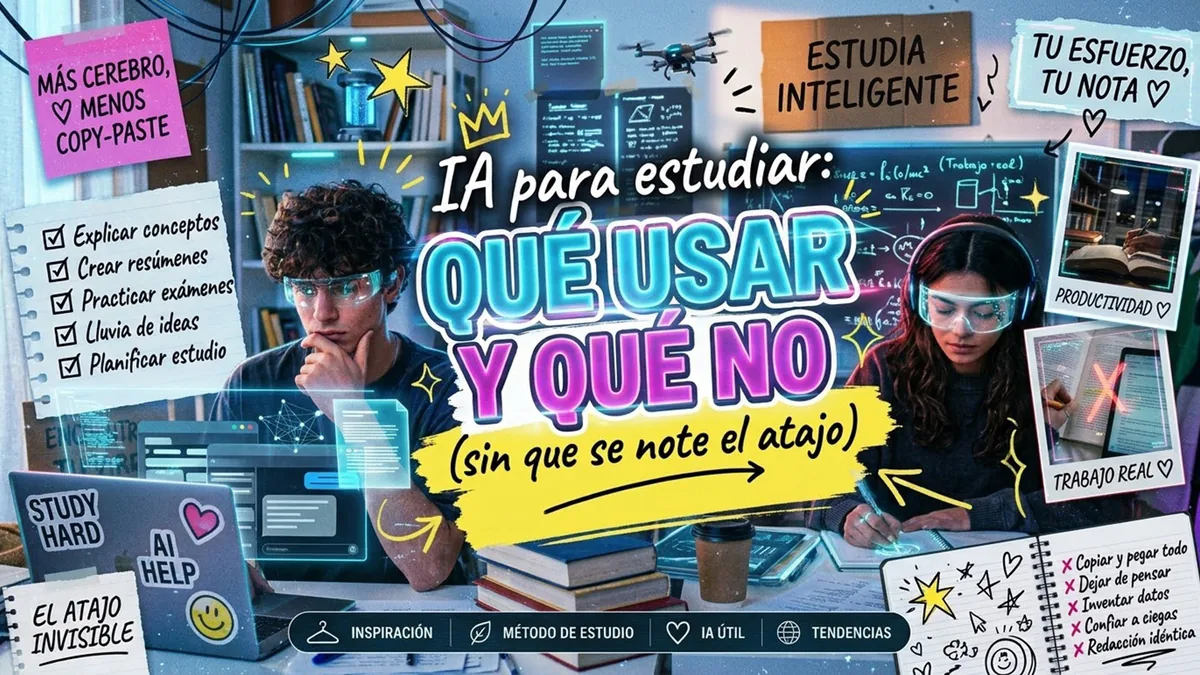 MÁS CEREBRO,
♡ MENOS
COPY-PASTE
Explicar conceptos
Crear resúmenes
Practicar exámenes
Lluvia de ideas
Planificar estudio
ESTUDIA
INTELIGENTE
TU ESFUERZO,
TU NOTA ♡
IA para estudiar:
QUÉ USAR
Y QUÉ NO
(sin que se note el atajo)
(Trabajo
PRODUCTIVIDAD ♡
TRABAJO REAL ♡
STUDY
HARD
AI
HELP
EL ATAJO
INVISIBLE
X Copiar y pegar todo
X Dejar de pensar
X Inventar datos
X Confiar a ciegas
X Redacción idéntica
INSPIRACIÓN
MÉTODO DE ESTUDIO
IA ÚTIL
TENDENCIAS